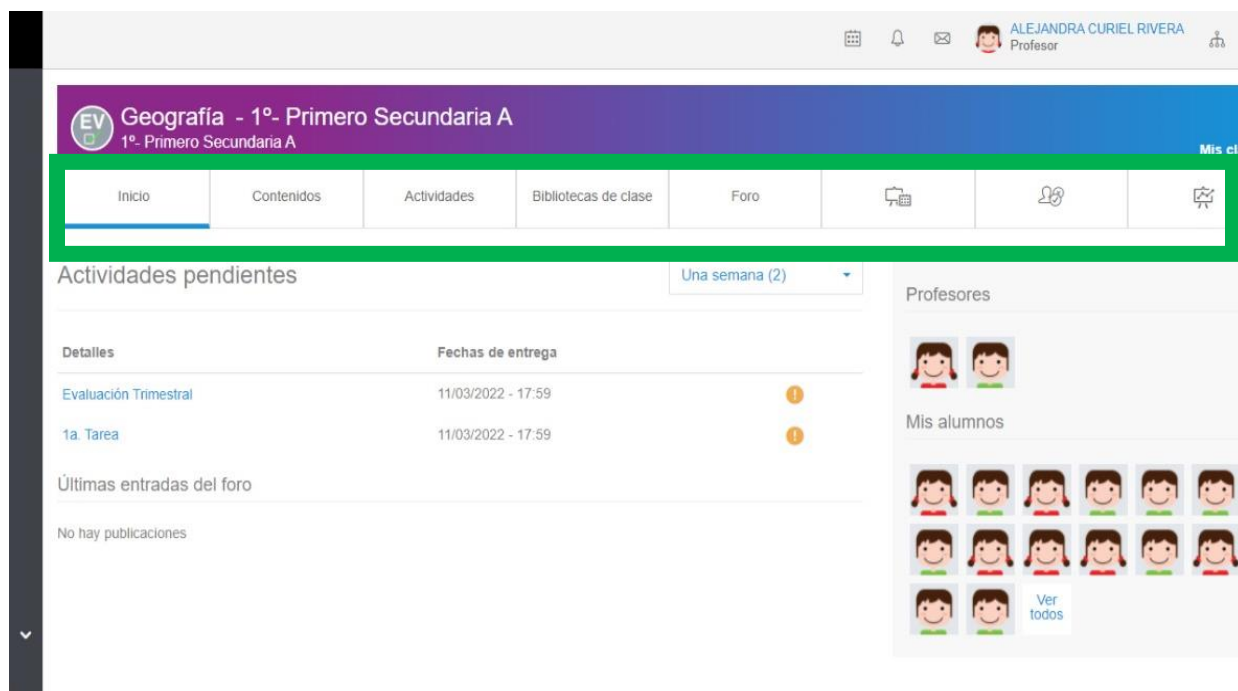 ALEJANDRA CURIEL RIVERA
Profesor
EV
Geografía - 1º- Primero Secundaria A
1º- Primero Secundaria A
Mis cl
Inicio Contenidos Actividades Bibliotecas de clase Foro
Actividades pendientes
Una semana (2)
Profesores
Detalles Fechas de entrega
Evaluación Trimestral 11/03/2022 - 17:59
1a. Tarea 11/03/2022 - 17:59
Mis alumnos
Últimas entradas del foro
No hay publicaciones
Ver
todos